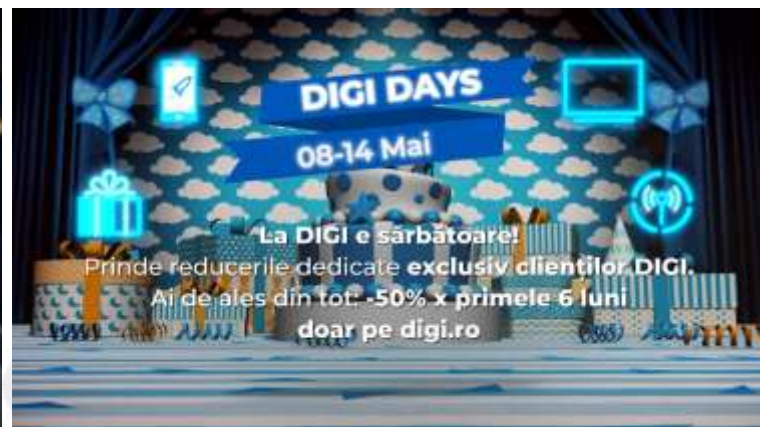 DIGI DAYS
08-14 Mai
La DIGI e sărbătoare!
Prinde reducerile dedicate exclusiv clienților DIGI.
Ai de ales din tot: -50% x primele 6 luni
doar pe digi.ro